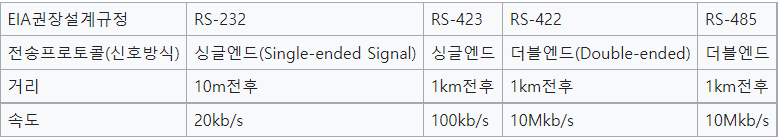 EIA권장설계규정 RS-232 RS-423 RS-422 RS-485
전송프로토콜(신호방식) 싱글엔드(Single-ended Signal) 싱글엔드 더블엔드(Double-ended) 더블엔드
거리 10m전후 1km전후 1km전후 1km전후
속도 20kb/s 100kb/s 10Mkb/s 10Mkb/s